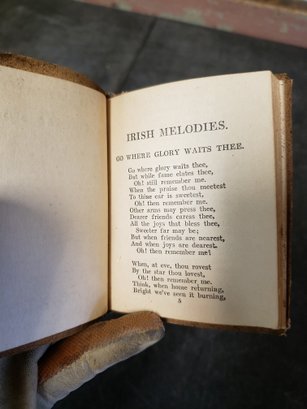 IRISH MELODIES.
GO WHERE GLORY WAITS THEE.
Go where glory waits thee,
But while fame elates thee,
Oh! still remember me.
When the praise thou meetest
To thine ear is sweetest,
Oh! then remember me.
Other arms may press thee,
Dearer friends caress thee,
All the joys that bless thee,
Sweeter far may be;
But when friends are nearest,
And when joys are dearest,
Oh! then remember me!
When, at eve, thou rovest
By the star thou lovest,
Oh! then remember me.
Think, when home returning,
Bright we've seen it burning,
5